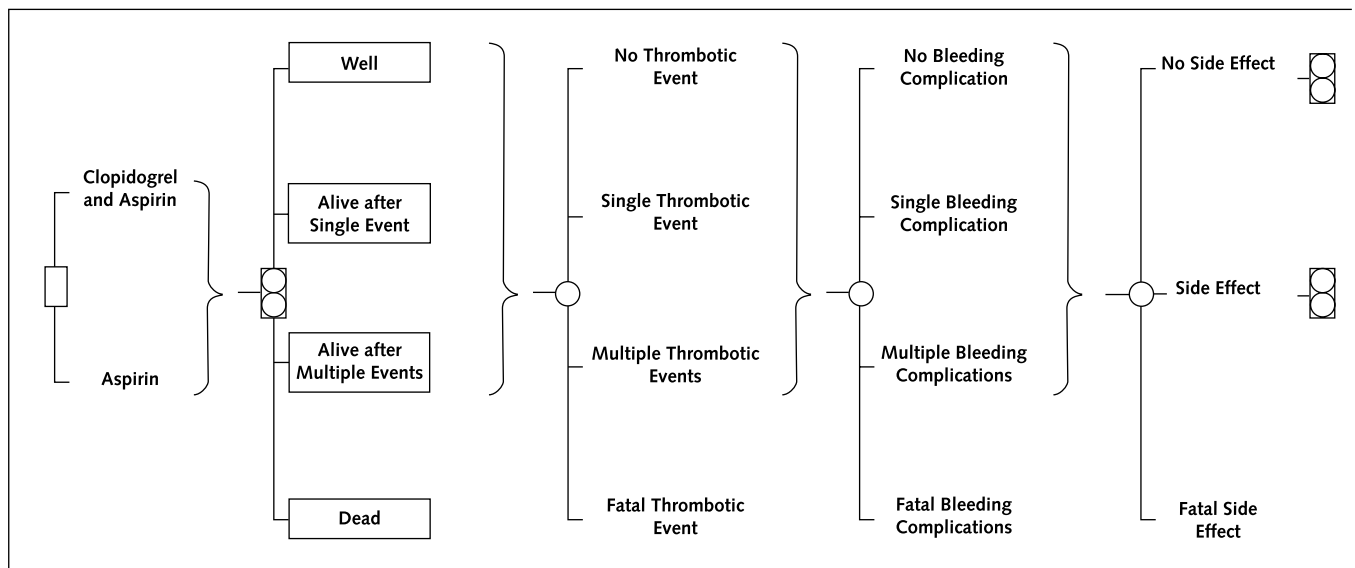 Clopidogrel
and Aspirin
Aspirin
Well
Alive after
Single Event
Alive after
Multiple Events
Dead
No Thrombotic
Event
Single Thrombotic
Event
Multiple Thrombotic
Events
Fatal Thrombotic
Event
No Bleeding
Complication
Single Bleeding
Complication
Multiple Bleeding
Complications
Fatal Bleeding
Complications
No Side Effect
Side Effect
Fatal Side
Effect